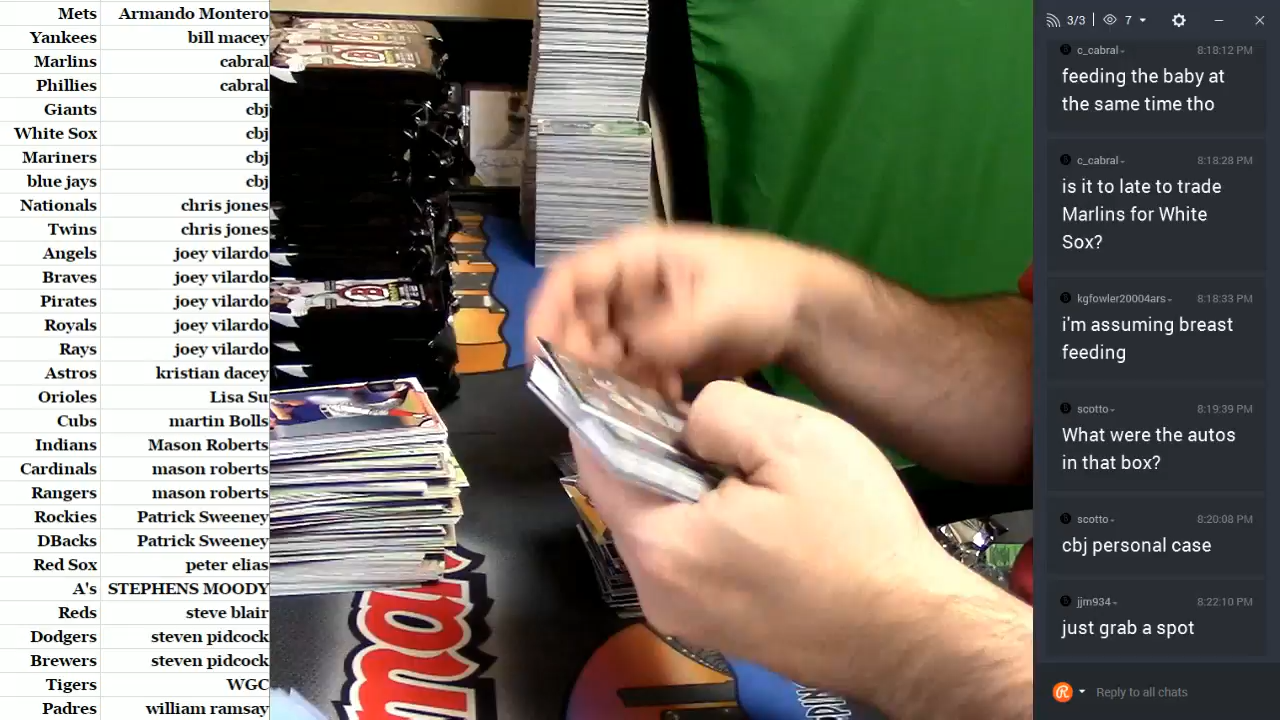 Mets Armando Montero
Yankees bill macey
Marlins cabral
Phillies cabral
Giants cbj
White Sox cbj
Mariners cbj
blue jays cbj
Nationals chris jones
Twins chris jones
Angels joey vilardo
Braves joey vilardo
Pirates joey vilardo
Royals joey vilardo
Rays joey vilardo
Astros kristian dacey
Orioles Lisa Su
Cubs martin Bolls
Indians Mason Roberts
Cardinals mason roberts
Rangers mason roberts
Rockies Patrick Sweeney
DBacks Patrick Sweeney
Red Sox peter elias
A's STEPHENS MOODY
Reds steve blair
Dodgers steven pidcock
Brewers steven pidcock
Tigers WGC
Padres william ramsay
3/3 7
c_cabral 8:18:12 PM
feeding the baby at
the same time tho
c_cabral 8:18:28 PM
is it to late to trade
Marlins for White
Sox?
kgfowler20004ars 8:18:33 PM
i'm assuming breast
feeding
scotto 8:19:39 PM
What were the autos
in that box?
scotto 8:20:08 PM
cbj personal case
jjm934 8:22:10 PM
just grab a spot
Reply to all chats